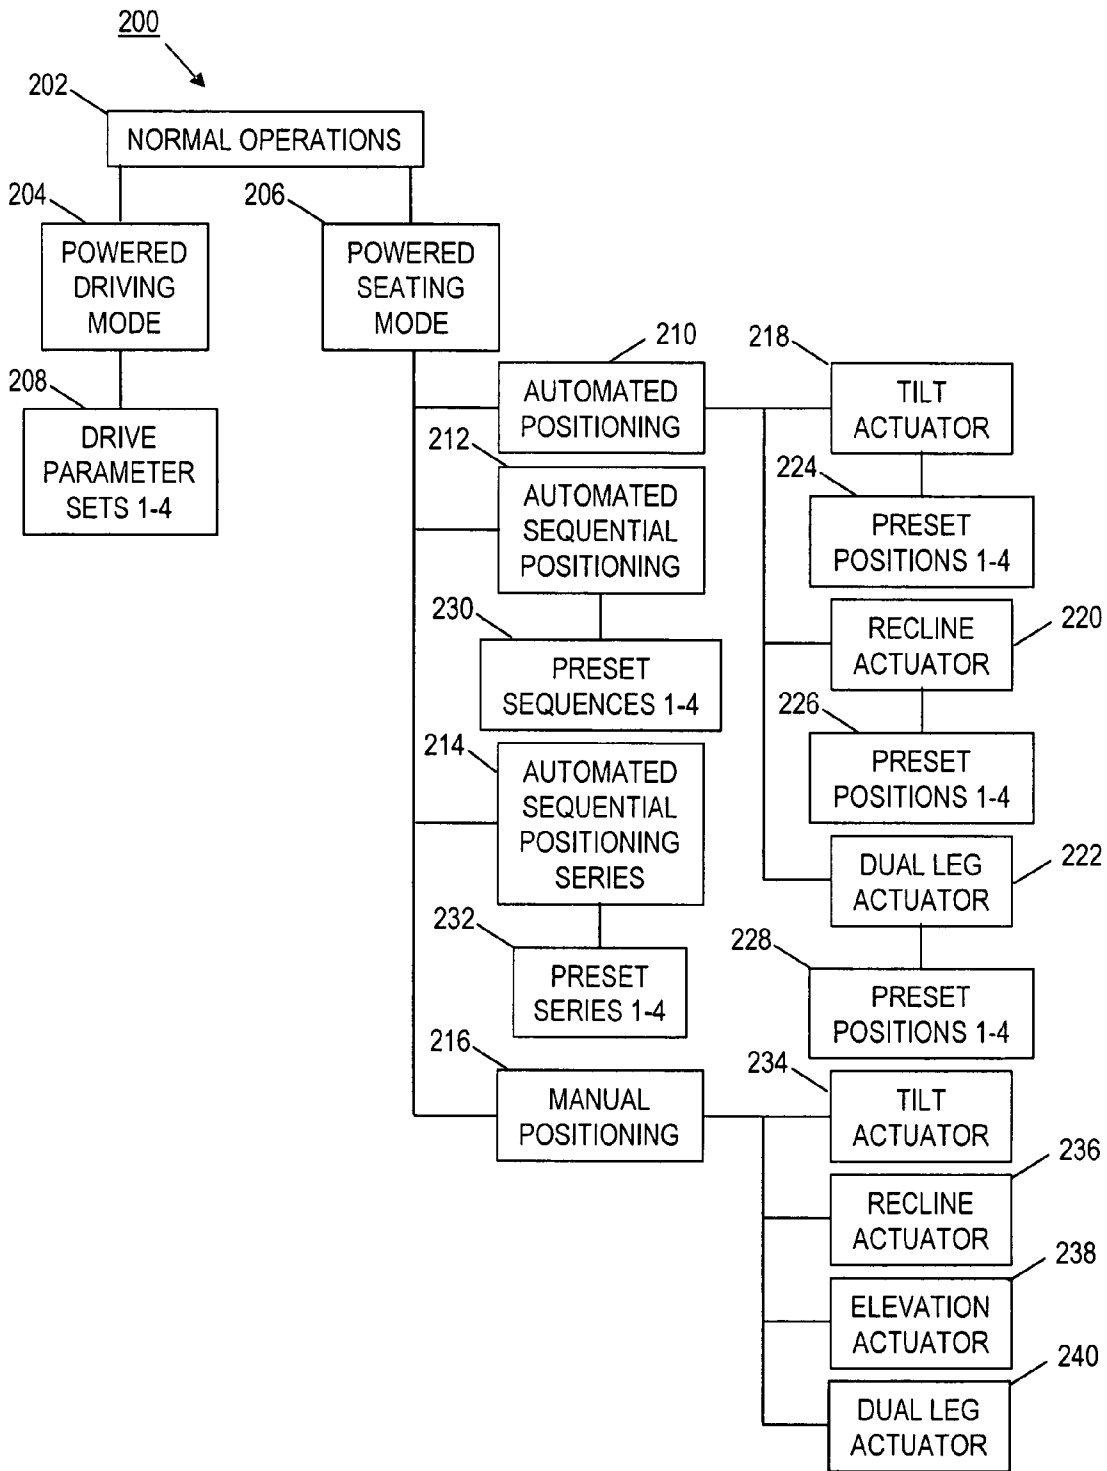 200
202
NORMAL OPERATIONS
204
206
POWERED
DRIVING
MODE
POWERED
SEATING
MODE
208
DRIVE
PARAMETER
SETS 1-4
210
AUTOMATED
POSITIONING
218
TILT
ACTUATOR
212
AUTOMATED
SEQUENTIAL
POSITIONING
224
PRESET
POSITIONS 1-4
230
PRESET
SEQUENCES 1-4
220
RECLINE
ACTUATOR
226
PRESET
POSITIONS 1-4
214
AUTOMATED
SEQUENTIAL
POSITIONING
SERIES
222
DUAL LEG
ACTUATOR
232
PRESET
SERIES 1-4
228
PRESET
POSITIONS 1-4
216
MANUAL
POSITIONING
234
TILT
ACTUATOR
236
RECLINE
ACTUATOR
238
ELEVATION
ACTUATOR
240
DUAL LEG
ACTUATOR